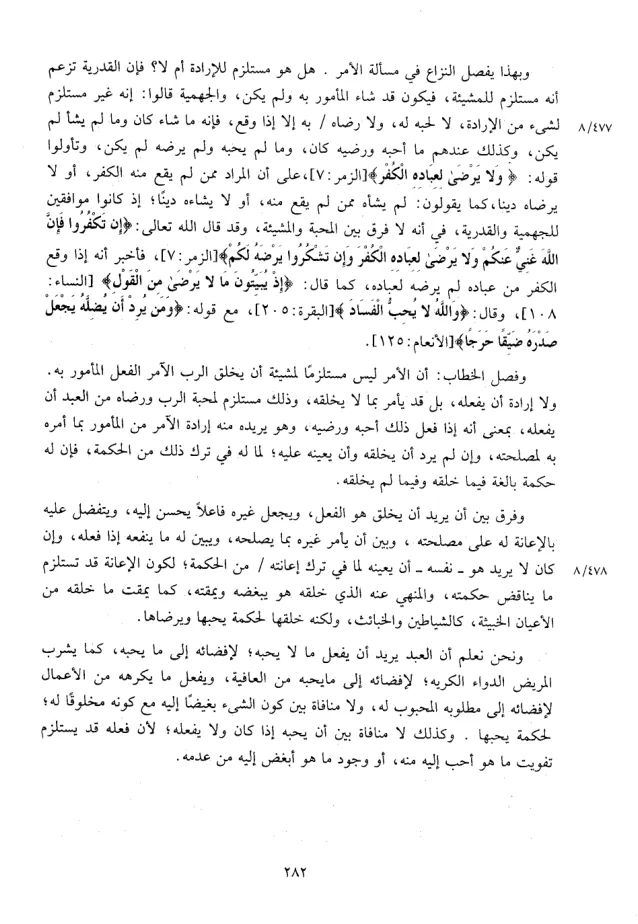 وبهذا يفصل النزاع في مسألة الأمر . هل هو مستلزم للإرادة أم لا؟ فإن القدرية تزعم
أنه مستلزم للمشيئة، فيكون قد شاء المأمور به ولم يكن، والجهمية قالوا: إنه غير مستلزم
لشىء من الإرادة، لا لحبه له، ولا رضاه / به إلا إذا وقع، فإنه ما شاء كان وما لم يشأ لم
٨/٤٧٧
يكن، وكذلك عندهم ما أحبه ورضيه كان، وما لم يحبه ولم يرضه لم يكن، وتأولوا
قوله: ﴿ وَلَا يَرْضَىٰ لِعِبَادِهِ الْكُفْرَ﴾[الزمر:٧]،على أن المراد ممن لم يقع منه الكفر، أو لا
يرضاه دينا،كما يقولون: لم يشأه ممن لم يقع منه، أو لا يشاءه دينًا؛ إذ كانوا موافقين
للجهمية والقدرية، في أنه لا فرق بين المحبة والمشيئة، وقد قال الله تعالى: ﴿إِن تَكْفُرُوا فَإِنَّ
اللَّهَ غَنِيٌّ عَنكُمْ وَلَا يَرْضَىٰ لِعِبَادِهِ الْكُفْرَ وَإِن تَشْكُرُوا يَرْضَهُ لَكُمْ﴾[الزمر:٧]، فأخبر أنه إذا وقع
الكفر من عباده لم يرضه لعباده، كما قال: ﴿إِذْ يُبَيِّتُونَ مَا لَا يَرْضَىٰ مِنَ الْقَوْلِ﴾ [النساء:
١٠٨]، وقال: ﴿وَاللَّهُ لَا يُحِبُّ الْفَسَادَ ﴾[البقرة:٢٠٥]، مع قوله: ﴿وَمَن يُرِدْ أَن يُضِلَّهُ يَجْعَلْ
صَدْرَهُ ضَيِّقًا حَرَجًا﴾[الأنعام:١٢٥].
وفصل الخطاب: أن الأمر ليس مستلزمًا لمشيئة أن يخلق الرب الآمر الفعل المأمور به.
ولا إرادة أن يفعله، بل قد يأمر بما لا يخلقه، وذلك مستلزم لمحبة الرب ورضاه من العبد أن
يفعله، بمعنى أنه إذا فعل ذلك أحبه ورضيه، وهو يريده منه إرادة الآمر من المأمور بما أمره
به لمصلحته، وإن لم يرد أن يخلقه وأن يعينه عليه؛ لما له في ترك ذلك من الحكمة، فإن له
حكمة بالغة فيما خلقه وفيما لم يخلقه.
وفرق بين أن يريد أن يخلق هو الفعل، ويجعل غيره فاعلاً يحسن إليه، ويتفضل عليه
بالإعانة له على مصلحته ، وبين أن يأمر غيره بما يصلحه، ويبين له ما ينفعه إذا فعله، وإن
كان لا يريد هو ـ نفسه ـ أن يعينه لما في ترك إعانته / من الحكمة؛ لكون الإعانة قد تستلزم
٨/٤٧٨
ما يناقض حكمته، والمنهي عنه الذي خلقه هو يبغضه ويمقته، كما يمقت ما خلقه من
الأعيان الخبيثة، كالشياطين والخبائث، ولكنه خلقها لحكمة يحبها ويرضاها.
ونحن نعلم أن العبد يريد أن يفعل ما لا يحبه؛ لإفضائه إلى ما يحبه، كما يشرب
المريض الدواء الكريه؛ لإفضائه إلى مايحبه من العافية، ويفعل ما يكرهه من الأعمال
لإفضائه إلى مطلوبه المحبوب له، ولا منافاة بين كون الشىء بغيضًا إليه مع كونه مخلوقًا له؛
لحكمة يحبها . وكذلك لا منافاة بين أن يحبه إذا كان ولا يفعله؛ لأن فعله قد يستلزم
تفويت ما هو أحب إليه منه، أو وجود ما هو أبغض إليه من عدمه.
٢٨٢